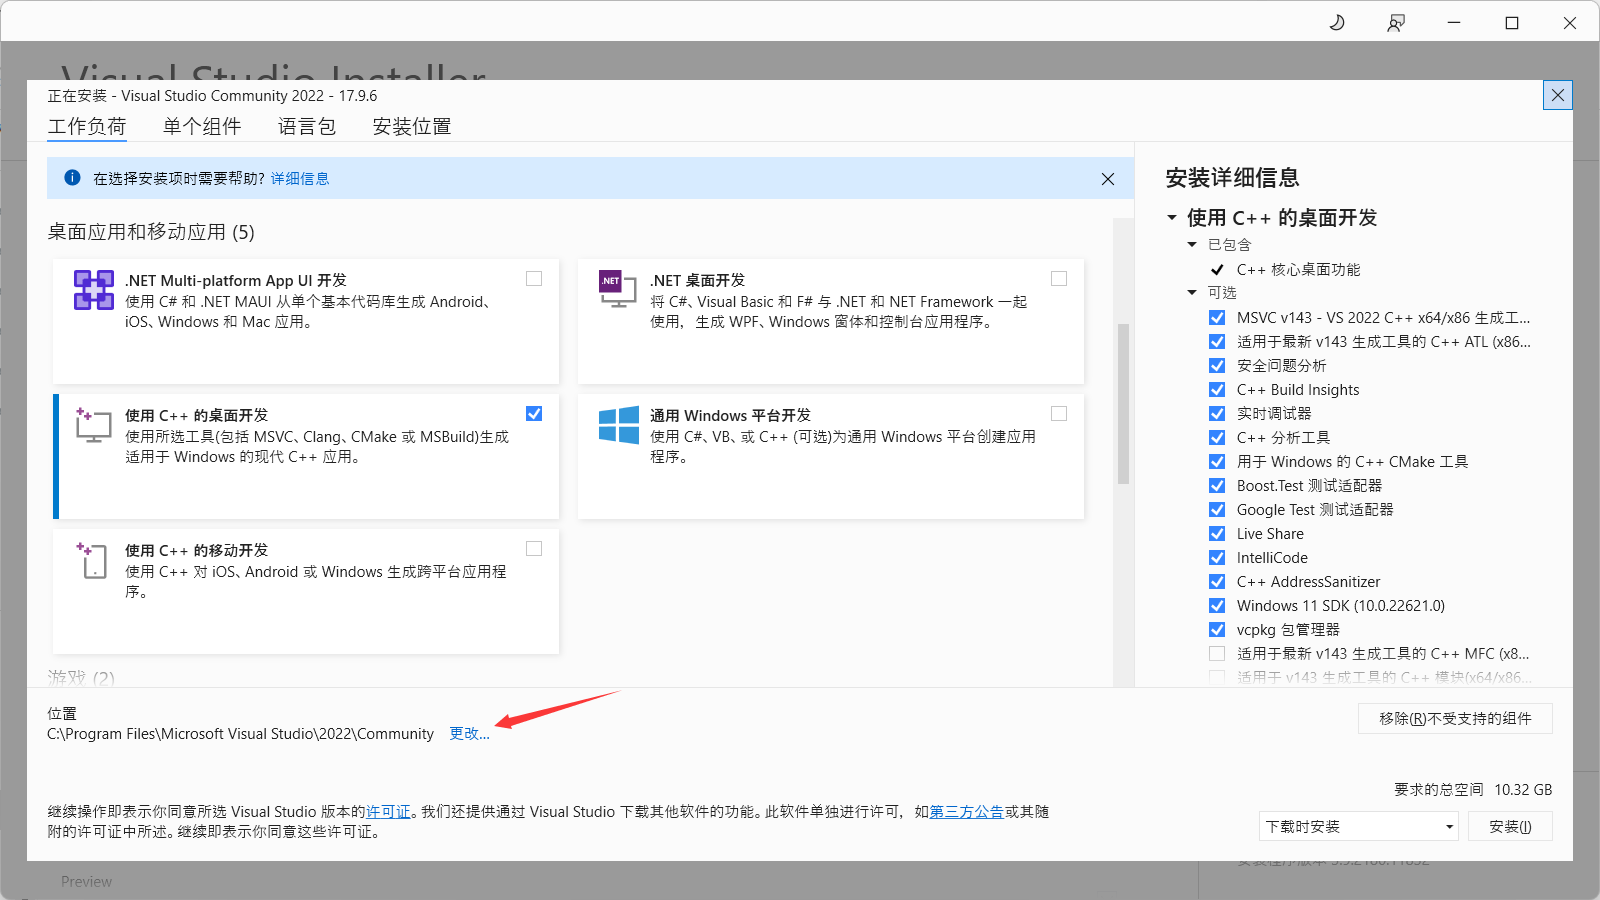 Visual Studio Installer
正在安装 - Visual Studio Community 2022 - 17.9.6
工作负荷 单个组件 语言包 安装位置
在选择安装项时需要帮助? 详细信息
桌面应用和移动应用 (5)
.NET Multi-platform App UI 开发
使用 C# 和 .NET MAUI 从单个基本代码库生成 Android、
iOS、Windows 和 Mac 应用。
.NET
.NET 桌面开发
将 C#、Visual Basic 和 F# 与 .NET 和 NET Framework 一起
使用，生成 WPF、Windows 窗体和控制台应用程序。
使用 C++ 的桌面开发
使用所选工具(包括 MSVC、Clang、CMake 或 MSBuild)生成
适用于 Windows 的现代 C++ 应用。
通用 Windows 平台开发
使用 C#、VB、或 C++ (可选)为通用 Windows 平台创建应用
程序。
使用 C++ 的移动开发
使用 C++ 对 iOS、Android 或 Windows 生成跨平台应用程
序。
游戏 (2)
安装详细信息
使用 C++ 的桌面开发
已包含
C++ 核心桌面功能
可选
MSVC v143 - VS 2022 C++ x64/x86 生成工...
适用于最新 v143 生成工具的 C++ ATL (x86...
安全问题分析
C++ Build Insights
实时调试器
C++ 分析工具
用于 Windows 的 C++ CMake 工具
Boost.Test 测试适配器
Google Test 测试适配器
Live Share
IntelliCode
C++ AddressSanitizer
Windows 11 SDK (10.0.22621.0)
vcpkg 包管理器
适用于最新 v143 生成工具的 C++ MFC (x8...
适用于 v143 生成工具的 C++ 模块(x64/x86...
位置
C:\Program Files\Microsoft Visual Studio\2022\Community 更改...
移除(R)不受支持的组件
要求的总空间 10.32 GB
继续操作即表示你同意所选 Visual Studio 版本的许可证。我们还提供通过 Visual Studio 下载其他软件的功能。此软件单独进行许可，如第三方公告或其随
附的许可证中所述。继续即表示你同意这些许可证。
下载时安装 安装(I)
Preview